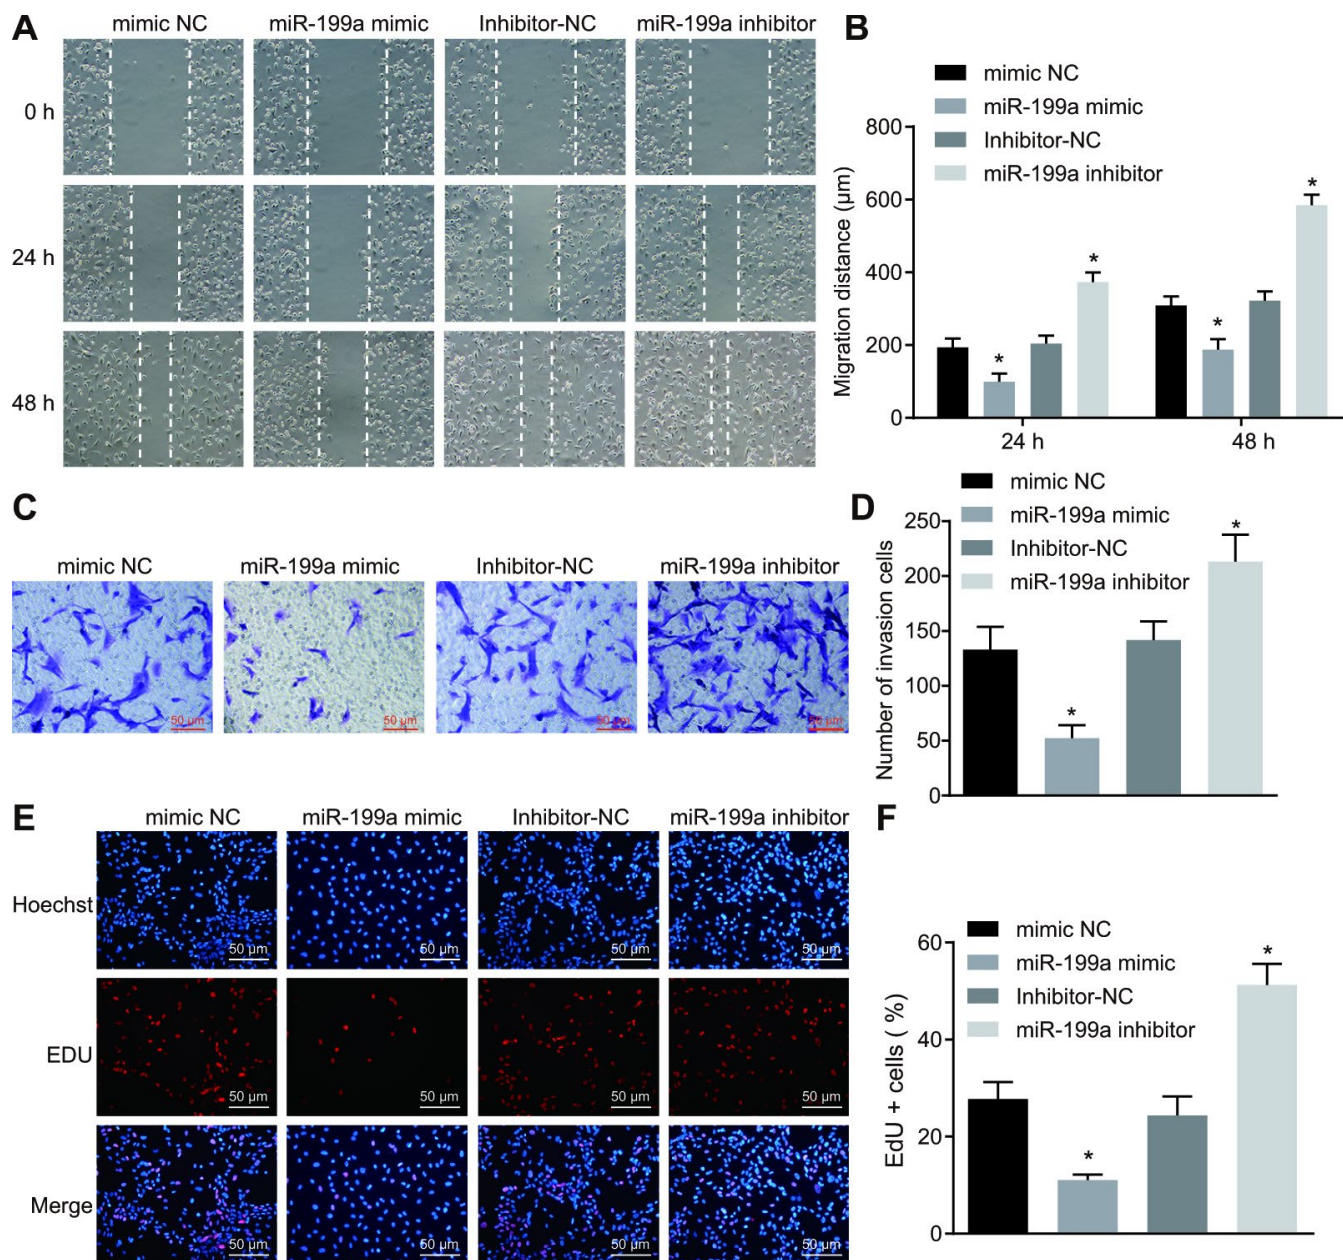 A
mimic NC
miR-199a mimic
Inhibitor-NC
miR-199a inhibitor
0 h
24 h
48 h
B
mimic NC
miR-199a mimic
Inhibitor-NC
miR-199a inhibitor
Migration distance (μm)
800
600
400
200
0
*
*
*
*
24 h
48 h
C
mimic NC
miR-199a mimic
Inhibitor-NC
miR-199a inhibitor
50 μm
50 μm
50 μm
50 μm
D
mimic NC
miR-199a mimic
Inhibitor-NC
miR-199a inhibitor
Number of invasion cells
250
200
150
100
50
0
*
*
E
mimic NC
miR-199a mimic
Inhibitor-NC
miR-199a inhibitor
Hoechst
50 μm
50 μm
50 μm
50 μm
EDU
50 μm
50 μm
50 μm
50 μm
Merge
50 μm
50 μm
50 μm
50 μm
F
mimic NC
miR-199a mimic
Inhibitor-NC
miR-199a inhibitor
EdU + cells ( %)
60
40
20
0
*
*